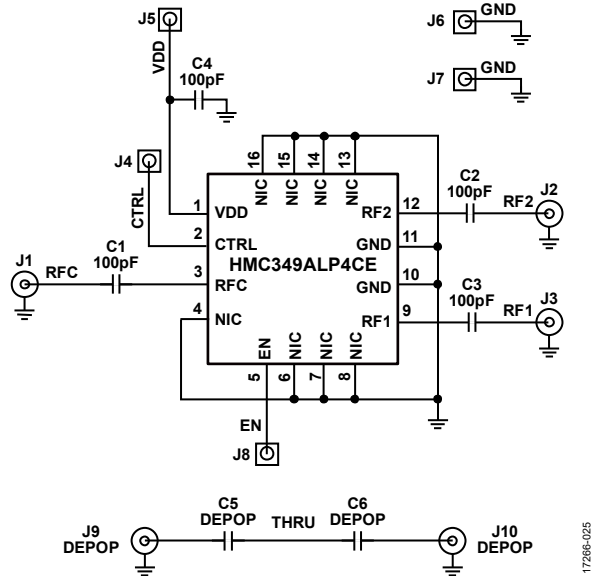 J5
VDD
C4
100pF
J6
GND
J7
GND
J4
CTRL
16
15
14
13
NIC
NIC
NIC
NIC
1
VDD
2
CTRL
3
RFC
4
NIC
HMC349ALP4CE
RF2
12
GND
11
GND
10
RF1
9
C2
100pF
RF2
J2
C3
100pF
RF1
J3
J1
RFC
C1
100pF
EN
NIC
NIC
NIC
5
6
7
8
EN
J8
J9
DEPOP
C5
DEPOP
THRU
C6
DEPOP
J10
DEPOP
17266-025